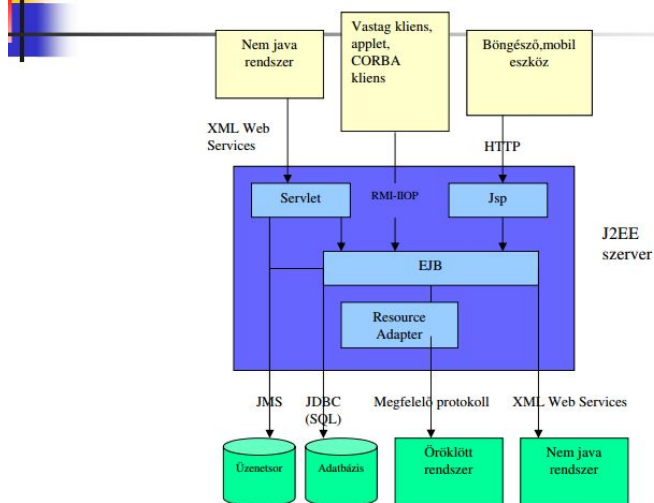 Nem java
rendszer
Vastag kliens,
applet,
CORBA
kliens
Böngésző,mobil
eszköz
XML Web
Services
HTTP
Servlet
RMI-IIOP
Jsp
J2EE
szerver
EJB
Resource
Adapter
JMS
JDBC
(SQL)
Megfelelő protokoll
XML Web Services
Üzenetsor
Adatbázis
Öröklött
rendszer
Nem java
rendszer